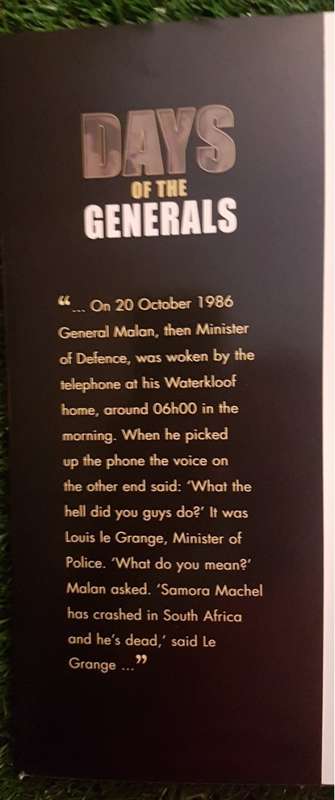 DAYS
OF THE
GENERALS
“... On 20 October 1986
General Malan, then Minister
of Defence, was woken by the
telephone at his Waterkloof
home, around 06h00 in the
morning. When he picked
up the phone the voice on
the other end said: ‘What the
hell did you guys do?’ It was
Louis le Grange, Minister of
Police. ‘What do you mean?’
Malan asked. ‘Samora Machel
has crashed in South Africa
and he’s dead,’ said Le
Grange ...”